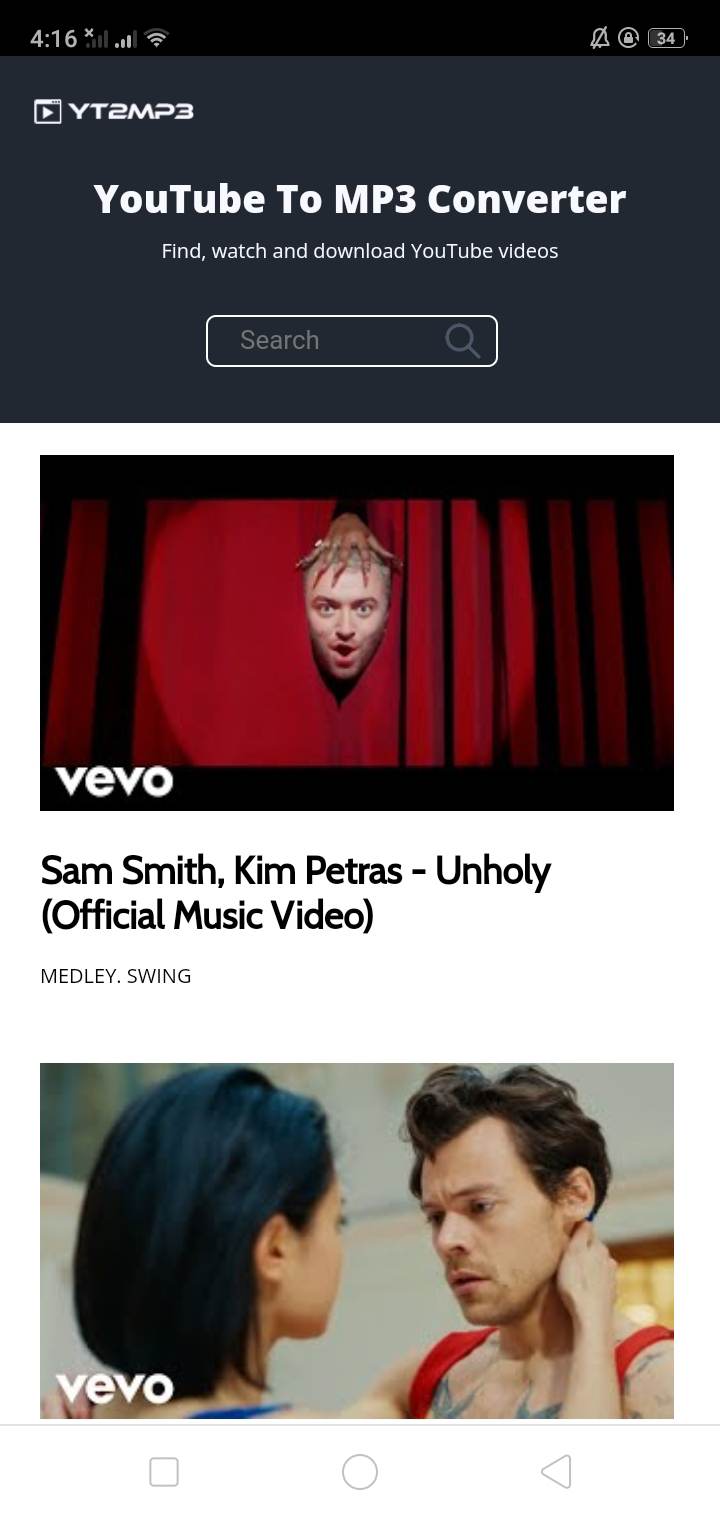 4:16
34
YT2MP3
YouTube To MP3 Converter
Find, watch and download YouTube videos
Search
vevo
Sam Smith, Kim Petras - Unholy
(Official Music Video)
MEDLEY. SWING
vevo